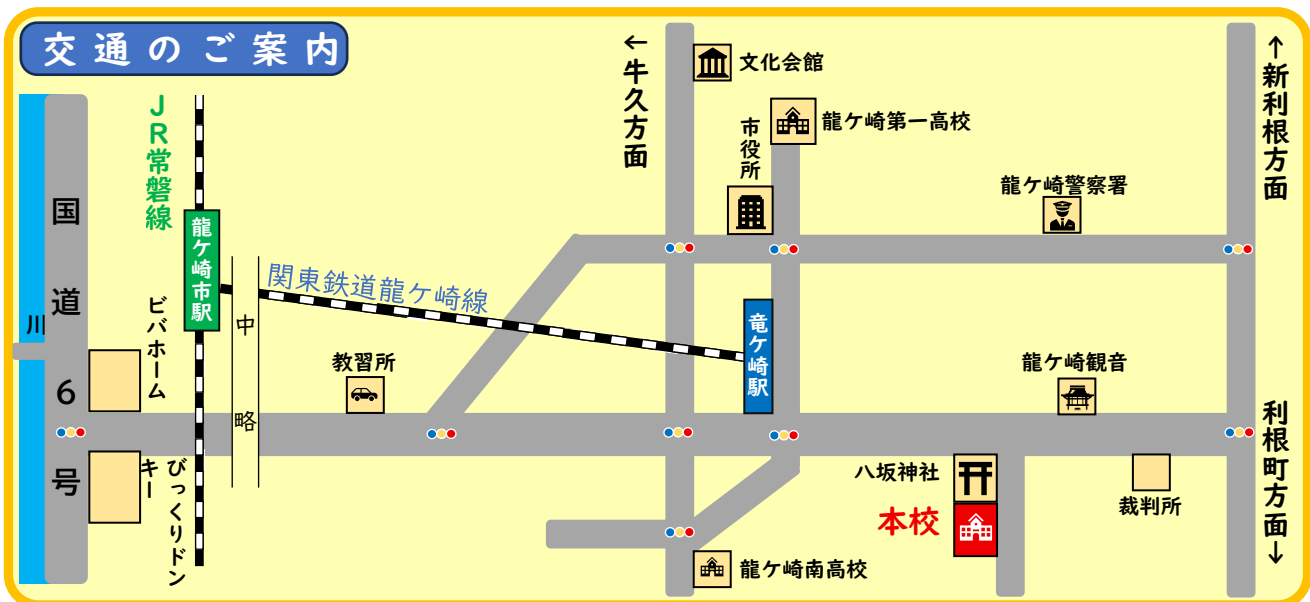 交通のご案内
JR常磐線
国道6号
川
龍ケ崎市駅
ビバホーム
びっくりドンキー
関東鉄道龍ケ崎線
中略
教習所
←牛久方面
文化会館
龍ケ崎第一高校
市役所
龍ケ崎警察署
↑新利根方面
竜ケ崎駅
龍ケ崎観音
利根町方面↓
八坂神社
本校
裁判所
龍ケ崎南高校